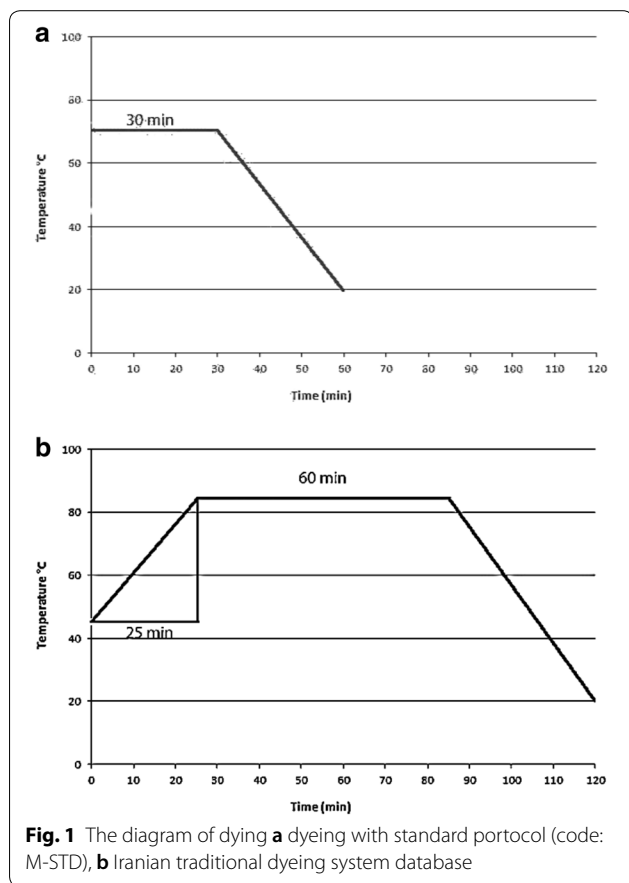 a
100
80
30 min
50
40
20
0
Temperature °C
0 10 20 30 40 50 60 70 80 90 100 110 120
Time (min)
b
100
60 min
80
60
25 min
40
20
0
Temperature °C
0 10 20 30 40 50 60 70 80 90 100 110 120
Time (min)
Fig. 1 The diagram of dying a dyeing with standard portocol (code:
M-STD), b Iranian traditional dyeing system database